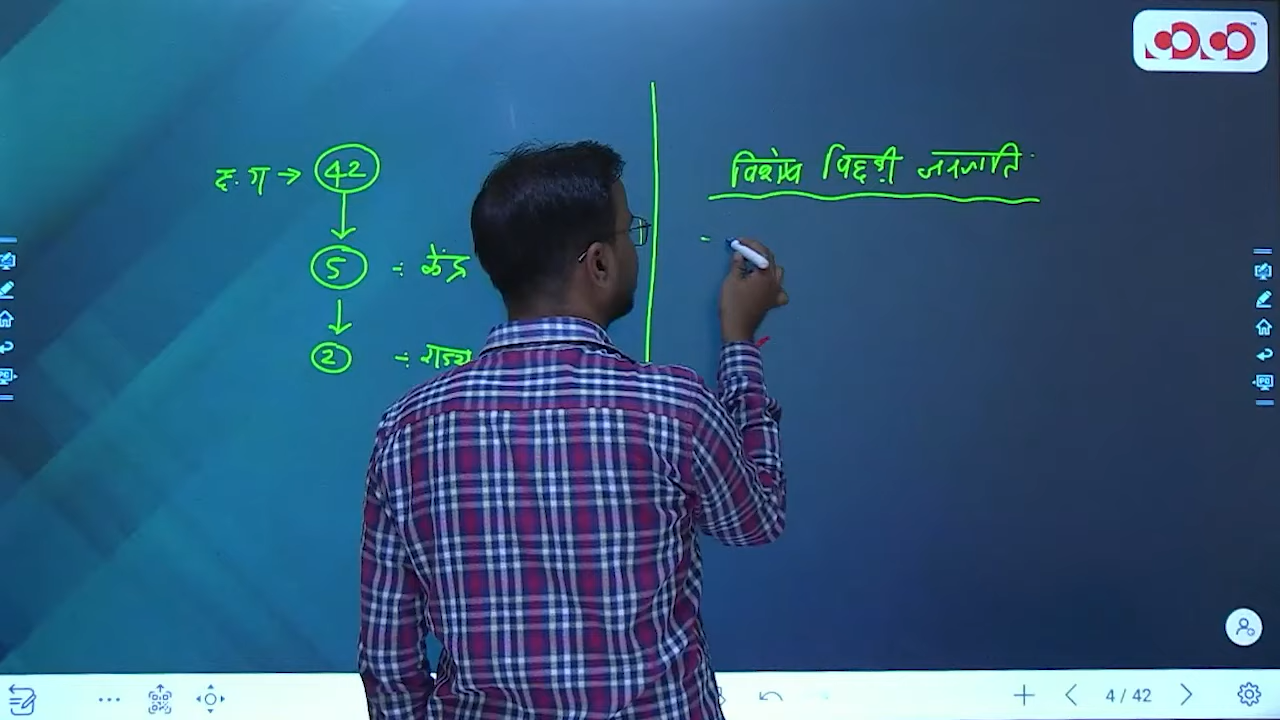 छ.ग → 42
5 ÷ केंद्र
2 ÷ राज्य
विशेष पिछड़ी जनजाति
-
4 / 42